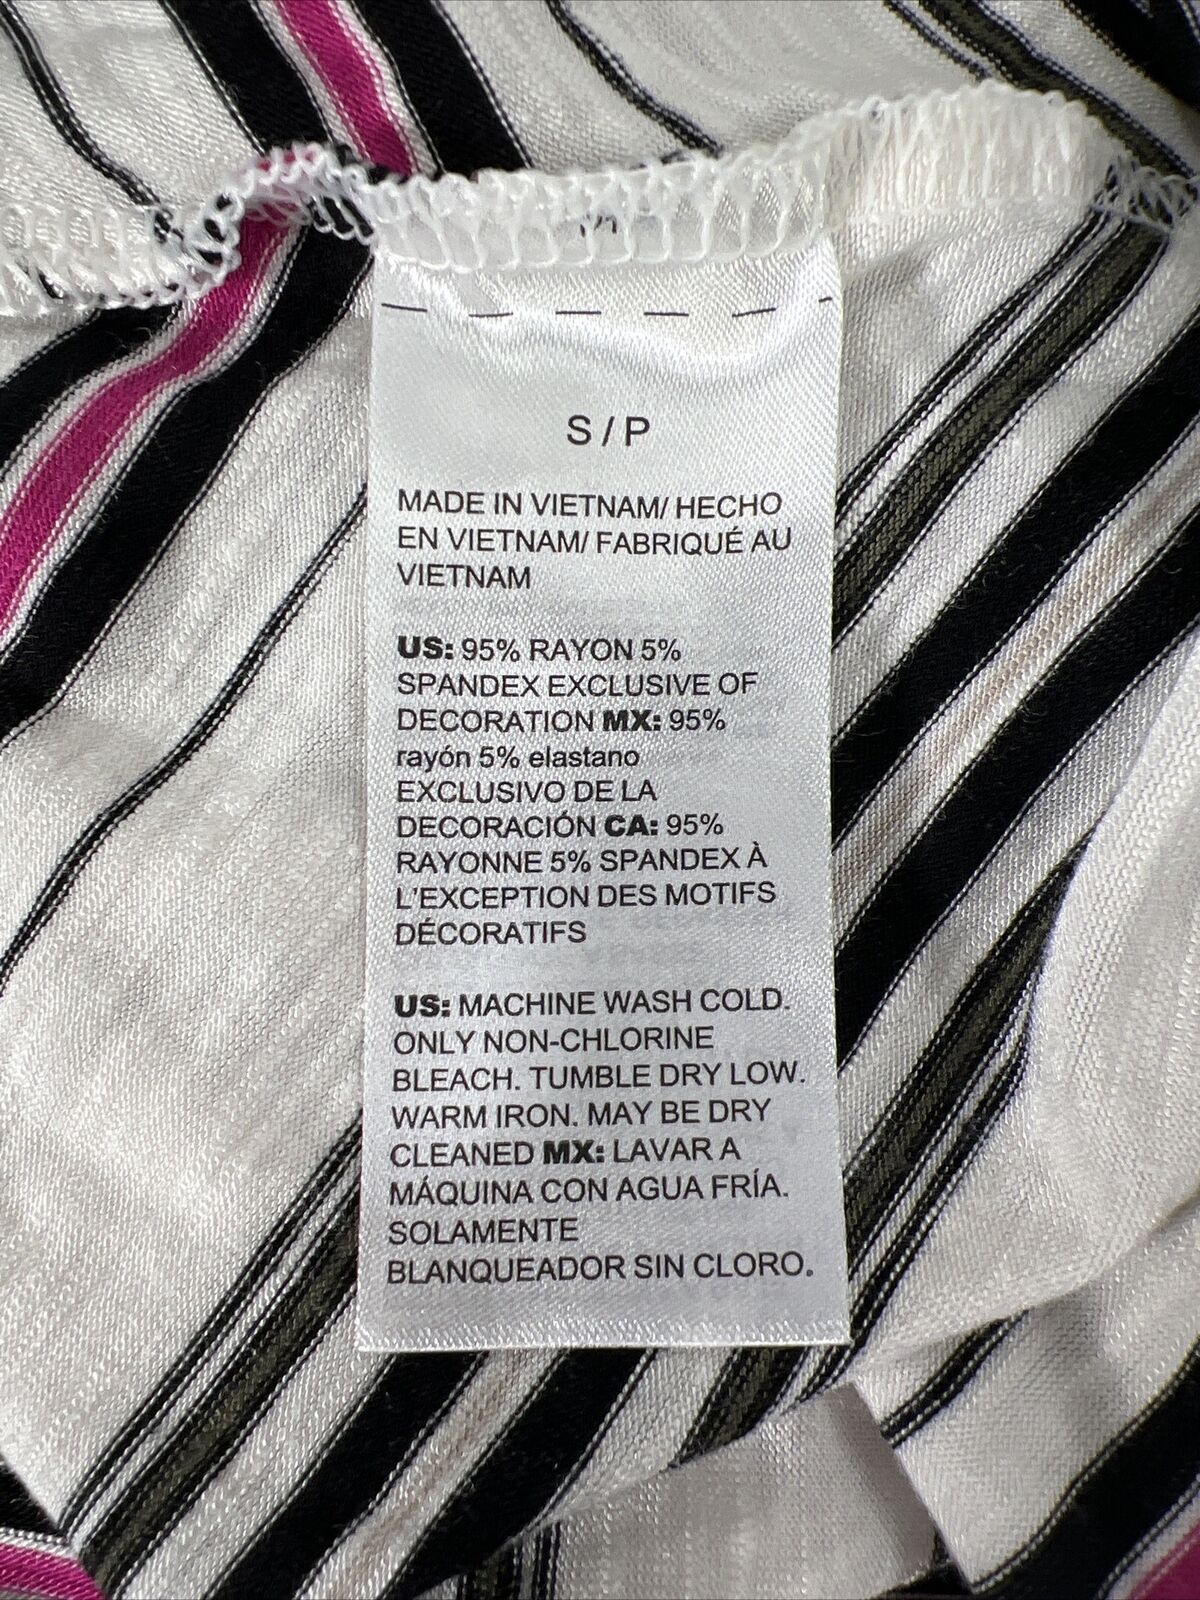 S / P
MADE IN VIETNAM/ HECHO
EN VIETNAM/ FABRIQUÉ AU
VIETNAM
US: 95% RAYON 5%
SPANDEX EXCLUSIVE OF
DECORATION MX: 95%
rayón 5% elastano
EXCLUSIVO DE LA
DECORACIÓN CA: 95%
RAYONNE 5% SPANDEX À
L'EXCEPTION DES MOTIFS
DÉCORATIFS
US: MACHINE WASH COLD.
ONLY NON-CHLORINE
BLEACH. TUMBLE DRY LOW.
WARM IRON. MAY BE DRY
CLEANED MX: LAVAR A
MÁQUINA CON AGUA FRÍA.
SOLAMENTE
BLANQUEADOR SIN CLORO.